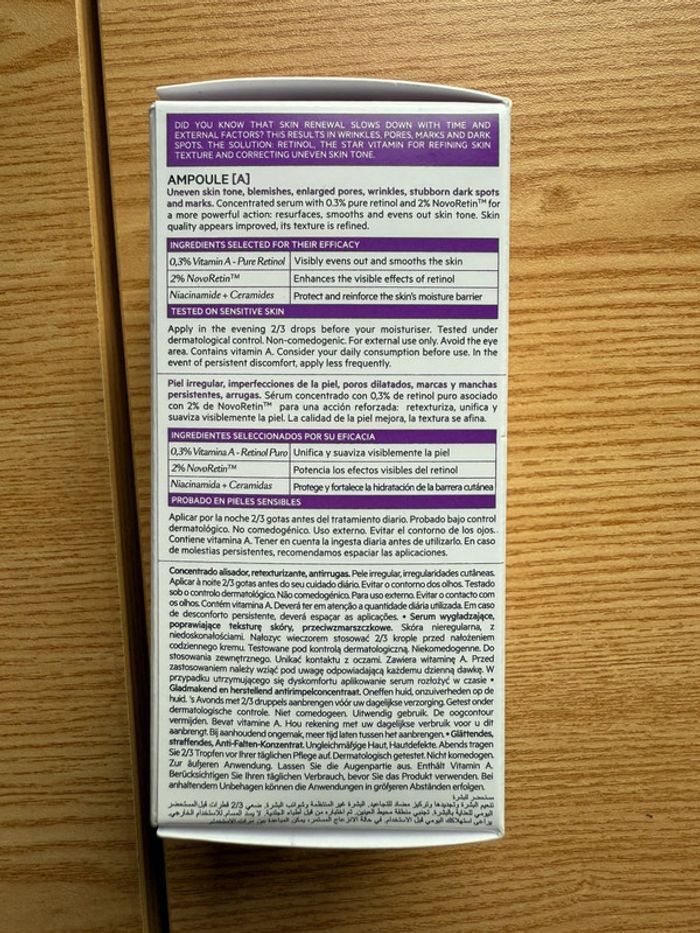 DID YOU KNOW THAT SKIN RENEWAL SLOWS DOWN WITH TIME AND
EXTERNAL FACTORS? THIS RESULTS IN WRINKLES, PORES, MARKS AND DARK
SPOTS. THE SOLUTION: RETINOL, THE STAR VITAMIN FOR REFINING SKIN
TEXTURE AND CORRECTING UNEVEN SKIN TONE.
AMPOULE [A]
Uneven skin tone, blemishes, enlarged pores, wrinkles, stubborn dark spots
and marks. Concentrated serum with 0.3% pure retinol and 2% NovoRetin™ for
a more powerful action: resurfaces, smooths and evens out skin tone. Skin
quality appears improved, its texture is refined.
INGREDIENTS SELECTED FOR THEIR EFFICACY
0,3% Vitamin A - Pure Retinol Visibly evens out and smooths the skin
2% NovoRetin™ Enhances the visible effects of retinol
Niacinamide + Ceramides Protect and reinforce the skin's moisture barrier
TESTED ON SENSITIVE SKIN
Apply in the evening 2/3 drops before your moisturiser. Tested under
dermatological control. Non-comedogenic. For external use only. Avoid the eye
area. Contains vitamin A. Consider your daily consumption before use. In the
event of persistent discomfort, apply less frequently.
Piel irregular, imperfecciones de la piel, poros dilatados, marcas y manchas
persistentes, arrugas. Sérum concentrado con 0,3% de retinol puro asociado
con 2% de NovoRetin™ para una acción reforzada: retexturiza, unifica y
suaviza visiblemente la piel. La calidad de la piel mejora, la textura se afina.
INGREDIENTES SELECCIONADOS POR SU EFICACIA
0,3% Vitamina A - Retinol Puro Unifica y suaviza visiblemente la piel
2% NovoRetin™ Potencia los efectos visibles del retinol
Niacinamida + Ceramidas Protege y fortalece la hidratación de la barrera cutánea
PROBADO EN PIELES SENSIBLES
Aplicar por la noche 2/3 gotas antes del tratamiento diario. Probado bajo control
dermatológico. No comedogénico. Uso externo. Evitar el contorno de los ojos..
Contiene vitamina A. Tener en cuenta la ingesta diaria antes de utilizarlo. En caso
de molestias persistentes, recomendamos espaciar las aplicaciones.
Concentrado alisador, retexturizante, antirrugas. Pele irregular, irregularidades cutâneas.
Aplicar à noite 2/3 gotas antes do seu cuidado diário. Evitar o contorno dos olhos. Testado
sob o controlo dermatológico. Não comedogénico. Para uso externo. Evitar o contacto com
os olhos. Contém vitamina A. Deverá ter em atenção a quantidade diária utilizada. Em caso
de desconforto persistente, deverá espaçar as aplicações. • Serum wygładzające,
poprawiające teksturę skóry, przeciwzmarszczkowe. Skóra nieregularna, z
niedoskonałościami. Nałożyc wieczorem stosować 2/3 krople przed nałożeniem
codziennego kremu. Testowane pod kontrolą dermatologiczną. Niekomedogenne. Do
stosowania zewnętrznego. Unikać kontaktu z oczami. Zawiera witaminę A. Przed
zastosowaniem należy wziąć pod uwagę odpowiadającą każdemu dzienną dawkę. W
przypadku utrzymującego się dyskomfortu aplikowanie serum rozłożyć w czasie •
Gladmakend en herstellend antirimpelconcentraat. Oneffen huid, onzuiverheden op de
huid. 's Avonds met 2/3 druppels aanbrengen vóór uw dagelijkse verzorging. Getest onder
dermatologische controle. Niet comedogeen. Uitwendig gebruik. De oogcontour
vermijden. Bevat vitamine A. Hou rekening met uw dagelijkse verbruik voor u dit
aanbrengt. Bij aanhoudend ongemak, meer tijd laten tussen het aanbrengen. • Glättendes,
straffendes, Anti-Falten-Konzentrat. Ungleichmäßige Haut, Hautdefekte. Abends tragen
Sie 2/3 Tropfen vor Ihrer täglichen Pflege auf. Dermatologisch getestet. Nicht komedogen.
Zur äußeren Anwendung. Lassen Sie die Augenpartie aus. Enthält Vitamin A.
Berücksichtigen Sie Ihren täglichen Verbrauch, bevor Sie das Produkt verwenden. Bei
anhaltendem Unbehagen können die Anwendungen in größeren Abständen erfolgen.
مستحضر للبشرة